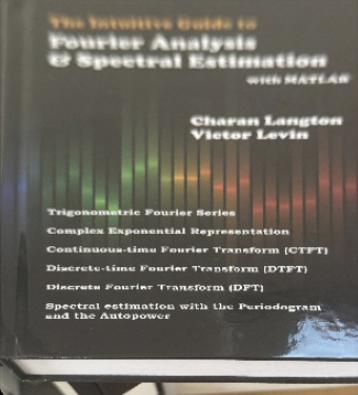 The Intuitive Guide to
Fourier Analysis
& Spectral Estimation
with MATLAB
Charan Langton
Victor Levin
Trigonometric Fourier Series
Complex Exponential Representation
Continuous-time Fourier Transform (CTFT)
Discrete-time Fourier Transform (DTFT)
Discrete Fourier Transform (DFT)
Spectral estimation with the Periodogram
and the Autopower